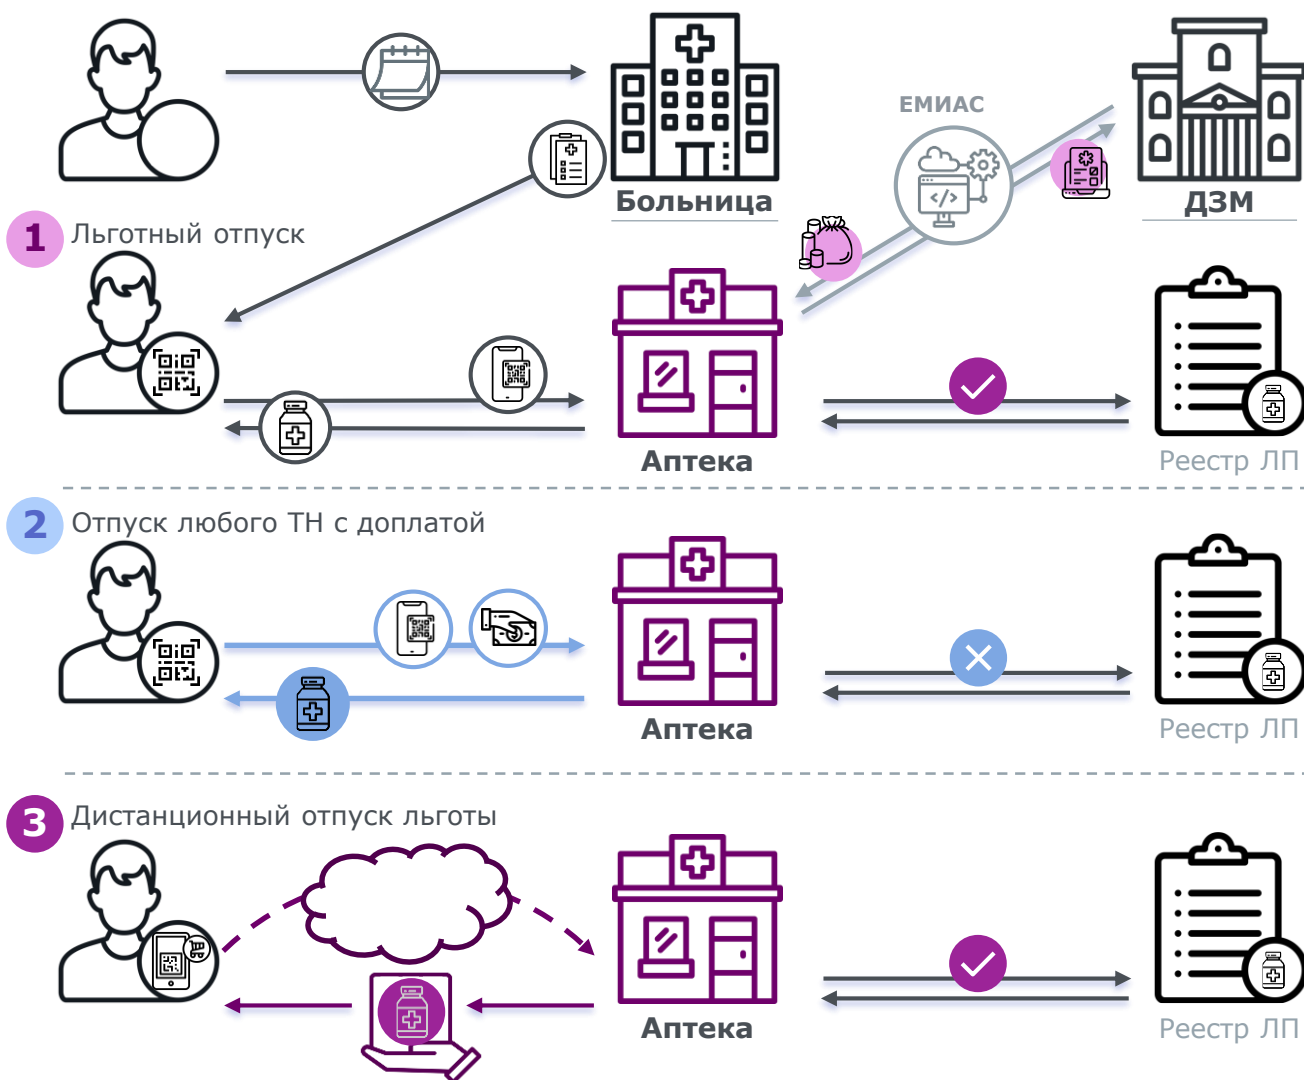 ЕМИАС
Больница
ДЗМ
1 Льготный отпуск
</>
Аптека
Реестр ЛП
2 Отпуск любого ТН с доплатой
Аптека
Реестр ЛП
3 Дистанционный отпуск льготы
Аптека
Реестр ЛП